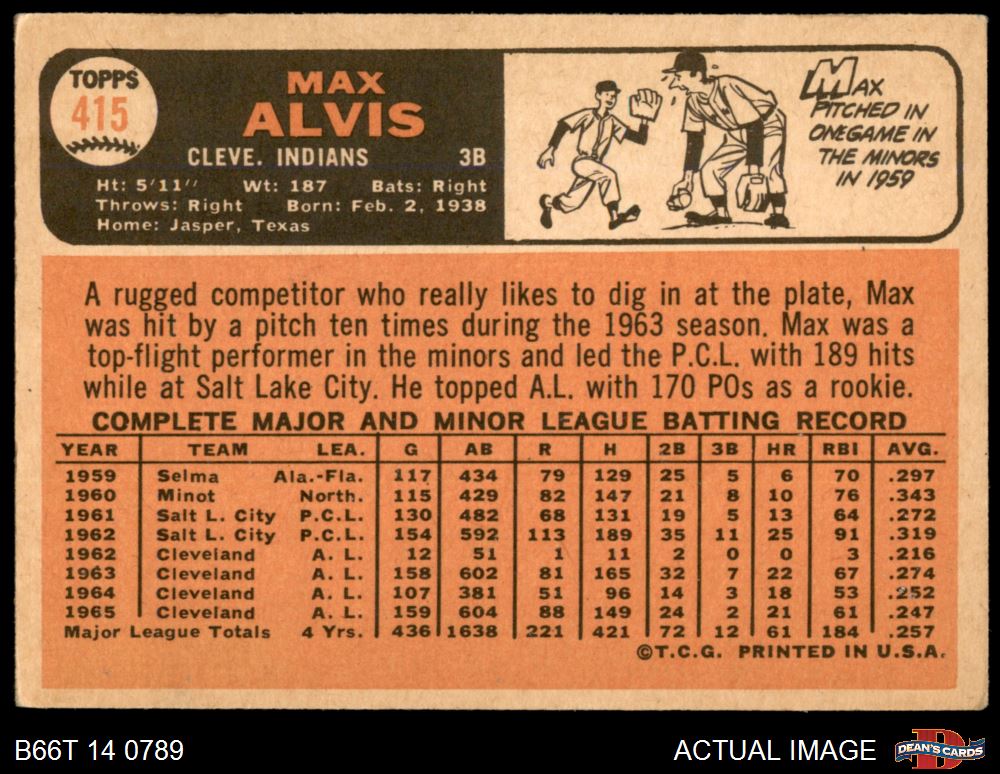 TOPPS
415
MAX
ALVIS
CLEVE. INDIANS 3B
Ht: 5'11" Wt: 187 Bats: Right
Throws: Right Born: Feb. 2, 1938
Home: Jasper, Texas
MAX
PITCHED IN
ONE GAME IN
THE MINORS
IN 1959
A rugged competitor who really likes to dig in at the plate, Max
was hit by a pitch ten times during the 1963 season. Max was a
top-flight performer in the minors and led the P.C.L. with 189 hits
while at Salt Lake City. He topped A.L. with 170 POs as a rookie.
COMPLETE MAJOR AND MINOR LEAGUE BATTING RECORD
YEAR TEAM LEA. G AB R H 2B 3B HR RBI AVG.
1959 Selma Ala.-Fla. 117 434 79 129 25 5 6 70 .297
1960 Minot North. 115 429 82 147 21 8 10 76 .343
1961 Salt L. City P.C.L. 130 482 68 131 19 5 13 64 .272
1962 Salt L. City P.C.L. 154 592 113 189 35 11 25 91 .319
1962 Cleveland A. L. 12 51 1 11 2 0 0 3 .216
1963 Cleveland A. L. 158 602 81 165 32 7 22 67 .274
1964 Cleveland A. L. 107 381 51 96 14 3 18 53 .252
1965 Cleveland A. L. 159 604 88 149 24 2 21 61 .247
Major League Totals 4 Yrs. 436 1638 221 421 72 12 61 184 .257
©T.C.G. PRINTED IN U.S.A.
B66T 14 0789
ACTUAL IMAGE
D
DEAN'S CARDS